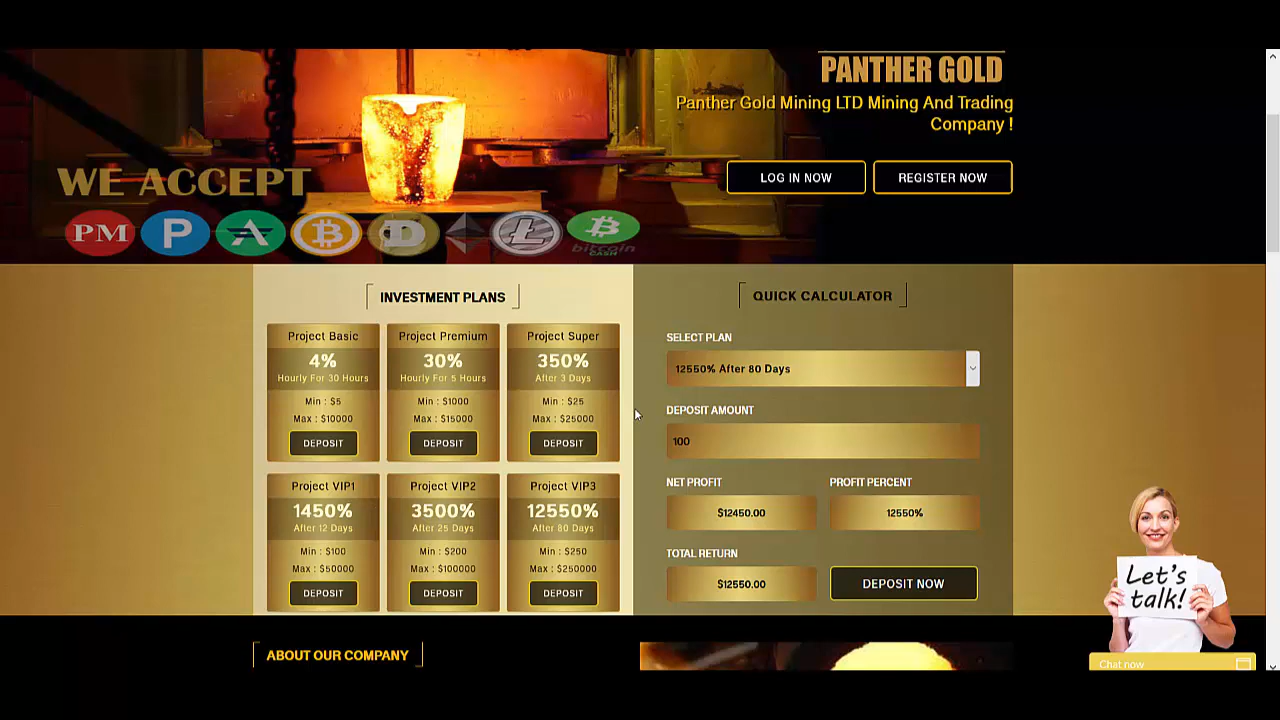 PANTHER GOLD
Panther Gold Mining LTD Mining And Trading
Company !
LOG IN NOW
REGISTER NOW
WE ACCEPT
PM
P
A
B
D
L
B
bitcoin
CASH
INVESTMENT PLANS
Project Basic
4%
Hourly For 30 Hours
Min : $5
Max : $10000
DEPOSIT
Project Premium
30%
Hourly For 5 Hours
Min : $1000
Max : $15000
DEPOSIT
Project Super
350%
After 3 Days
Min : $25
Max : $25000
DEPOSIT
Project VIP1
1450%
After 12 Days
Min : $100
Max : $50000
DEPOSIT
Project VIP2
3500%
After 25 Days
Min : $200
Max : $100000
DEPOSIT
Project VIP3
12550%
After 80 Days
Min : $250
Max : $250000
DEPOSIT
QUICK CALCULATOR
SELECT PLAN
12550% After 80 Days
DEPOSIT AMOUNT
100
NET PROFIT
$12450.00
PROFIT PERCENT
12550%
TOTAL RETURN
$12550.00
DEPOSIT NOW
Let's
talk!
Chat now
ABOUT OUR COMPANY